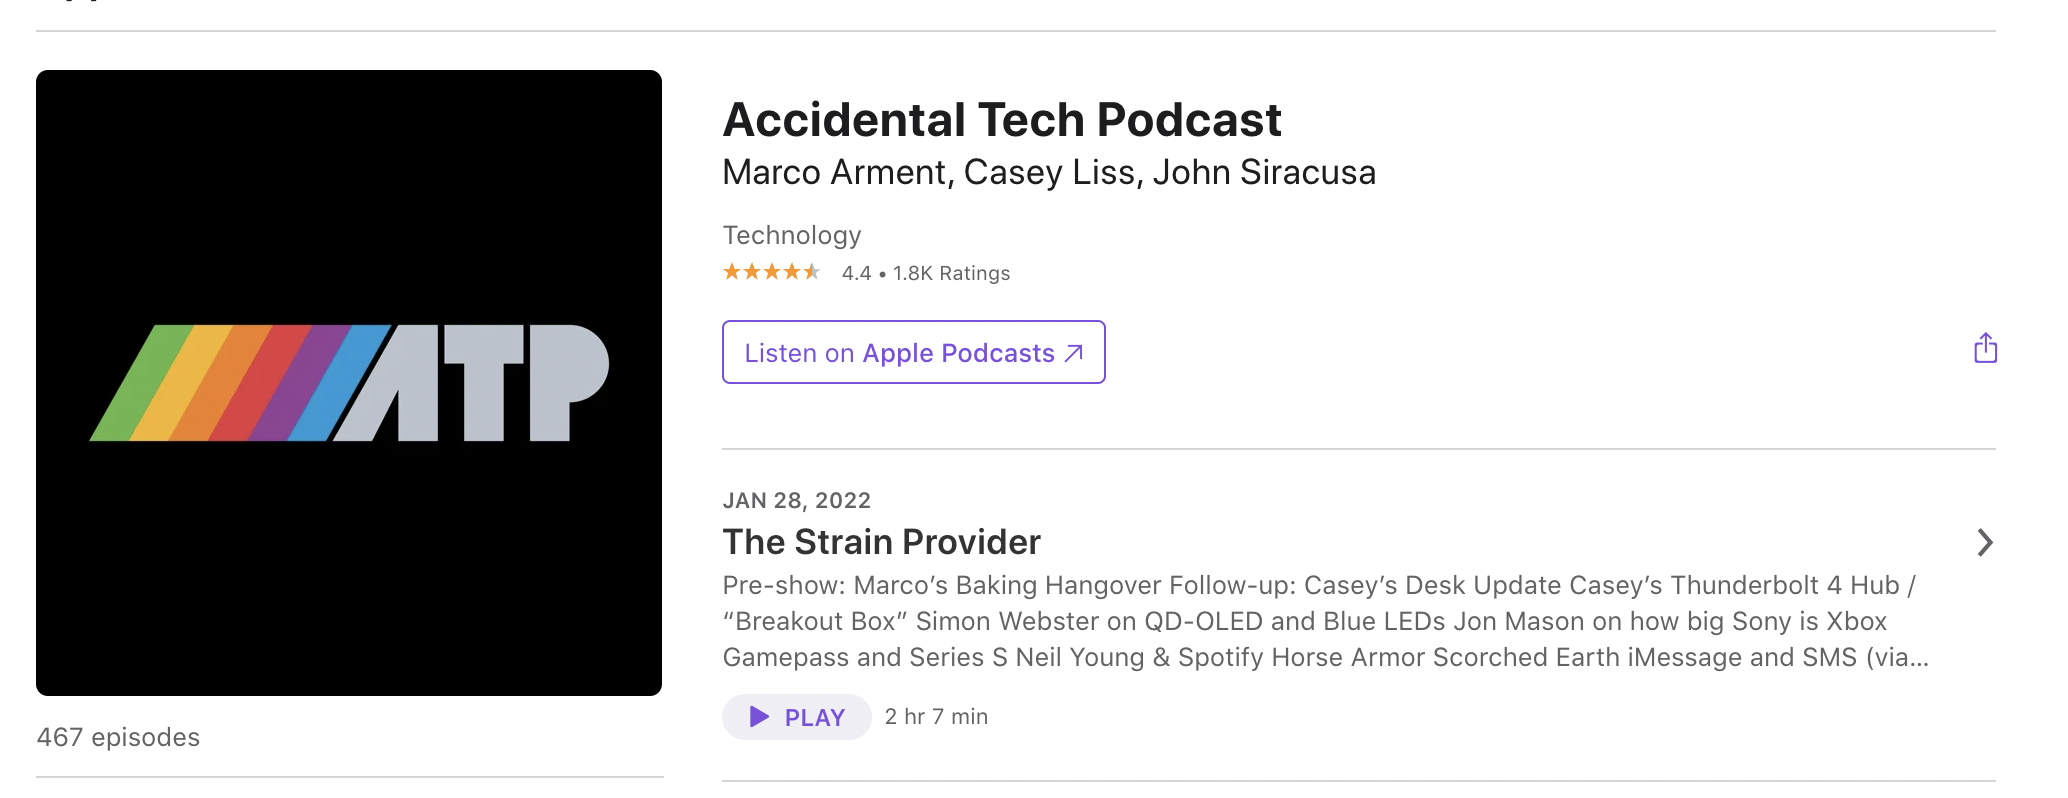 ATP
467 episodes
Accidental Tech Podcast
Marco Arment, Casey Liss, John Siracusa
Technology
4.4 • 1.8K Ratings
Listen on Apple Podcasts
JAN 28, 2022
The Strain Provider
Pre-show: Marco’s Baking Hangover Follow-up: Casey’s Desk Update Casey’s Thunderbolt 4 Hub /
“Breakout Box” Simon Webster on QD-OLED and Blue LEDs Jon Mason on how big Sony is Xbox
Gamepass and Series S Neil Young & Spotify Horse Armor Scorched Earth iMessage and SMS (via...
PLAY
2 hr 7 min